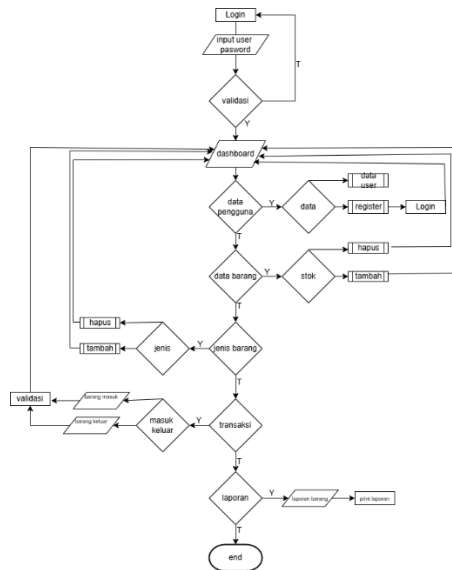 Login
input user
pasword
T
validasi
Y
dashboard
data
user
data
pengguna
Y
data
register
Login
T
hapus
data barang
Y
stok
tambah
T
hapus
tambah
jenis
Y
jenis barang
T
barang masuk
validasi
barang keluar
masuk
keluar
Y
transaksi
T
laporan
Y
laporan barang
print laporan
T
end